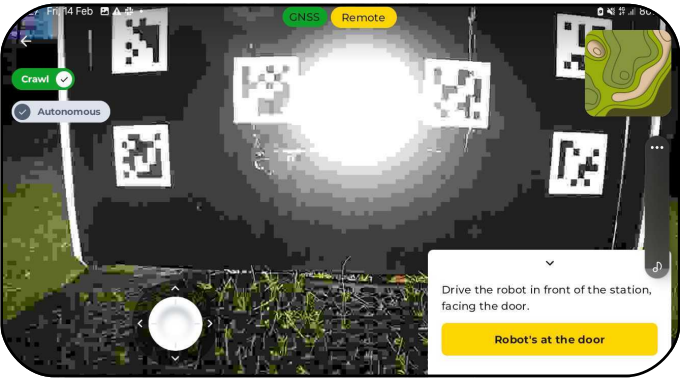 Fri, 14 Feb
GNSS
Remote
Crawl
Autonomous
Drive the robot in front of the station,
facing the door.
Robot's at the door